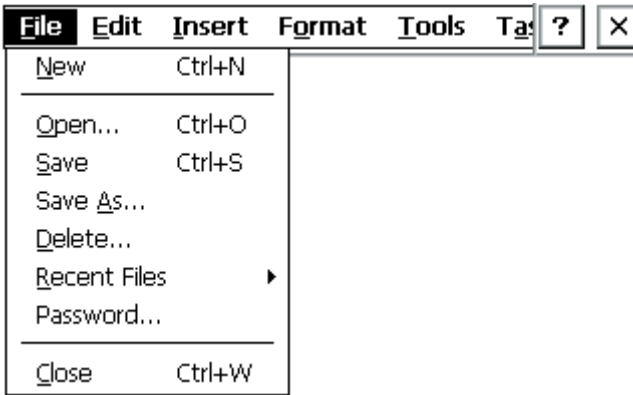 File Edit Insert Format Tools Ta ? ×
New Ctrl+N
Open... Ctrl+O
Save Ctrl+S
Save As...
Delete...
Recent Files
Password...
Close Ctrl+W